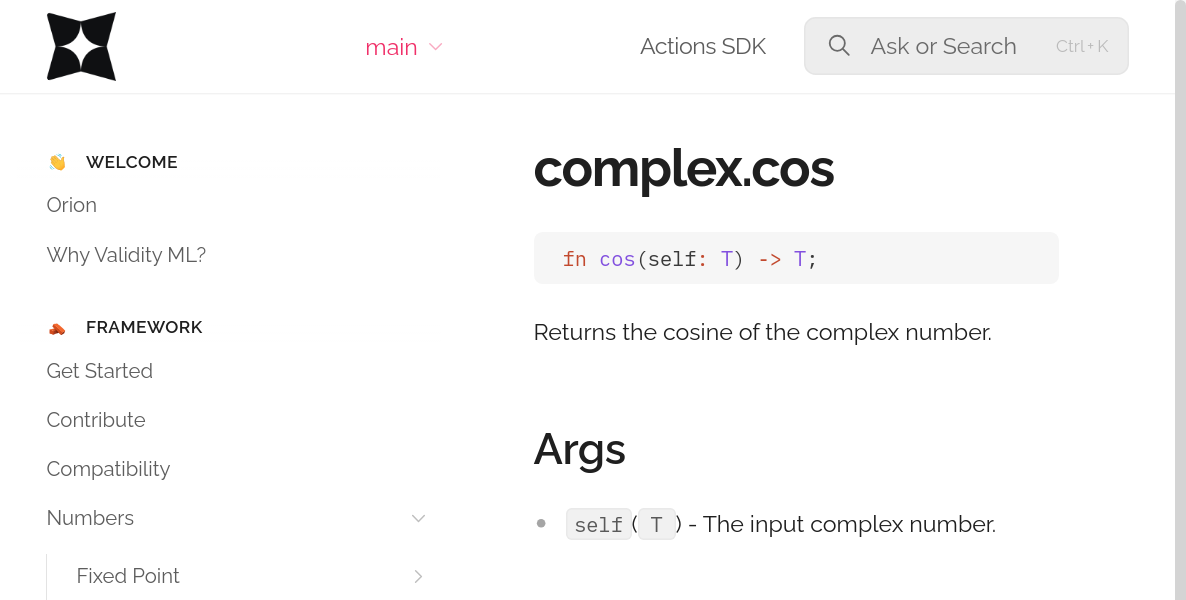 main
Actions SDK
Ask or Search
Ctrl + K
WELCOME
Orion
Why Validity ML?
FRAMEWORK
Get Started
Contribute
Compatibility
Numbers
Fixed Point
complex.cos
fn cos(self: T) -> T;
Returns the cosine of the complex number.
Args
self(T) - The input complex number.